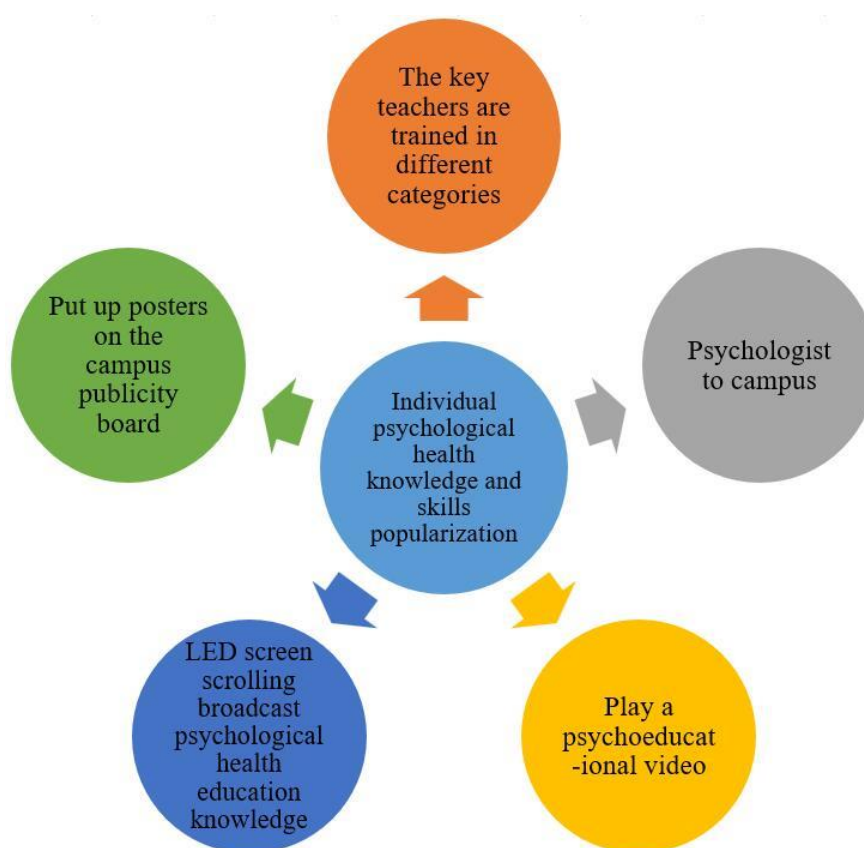 The key
teachers are
trained in
different
categories
Put up posters
on the
campus
publicity
board
Psychologist
to campus
Individual
psychological
health
knowledge and
skills
popularization
LED screen
scrolling
broadcast
psychological
health
education
knowledge
Play a
psychoeducat
-ional video